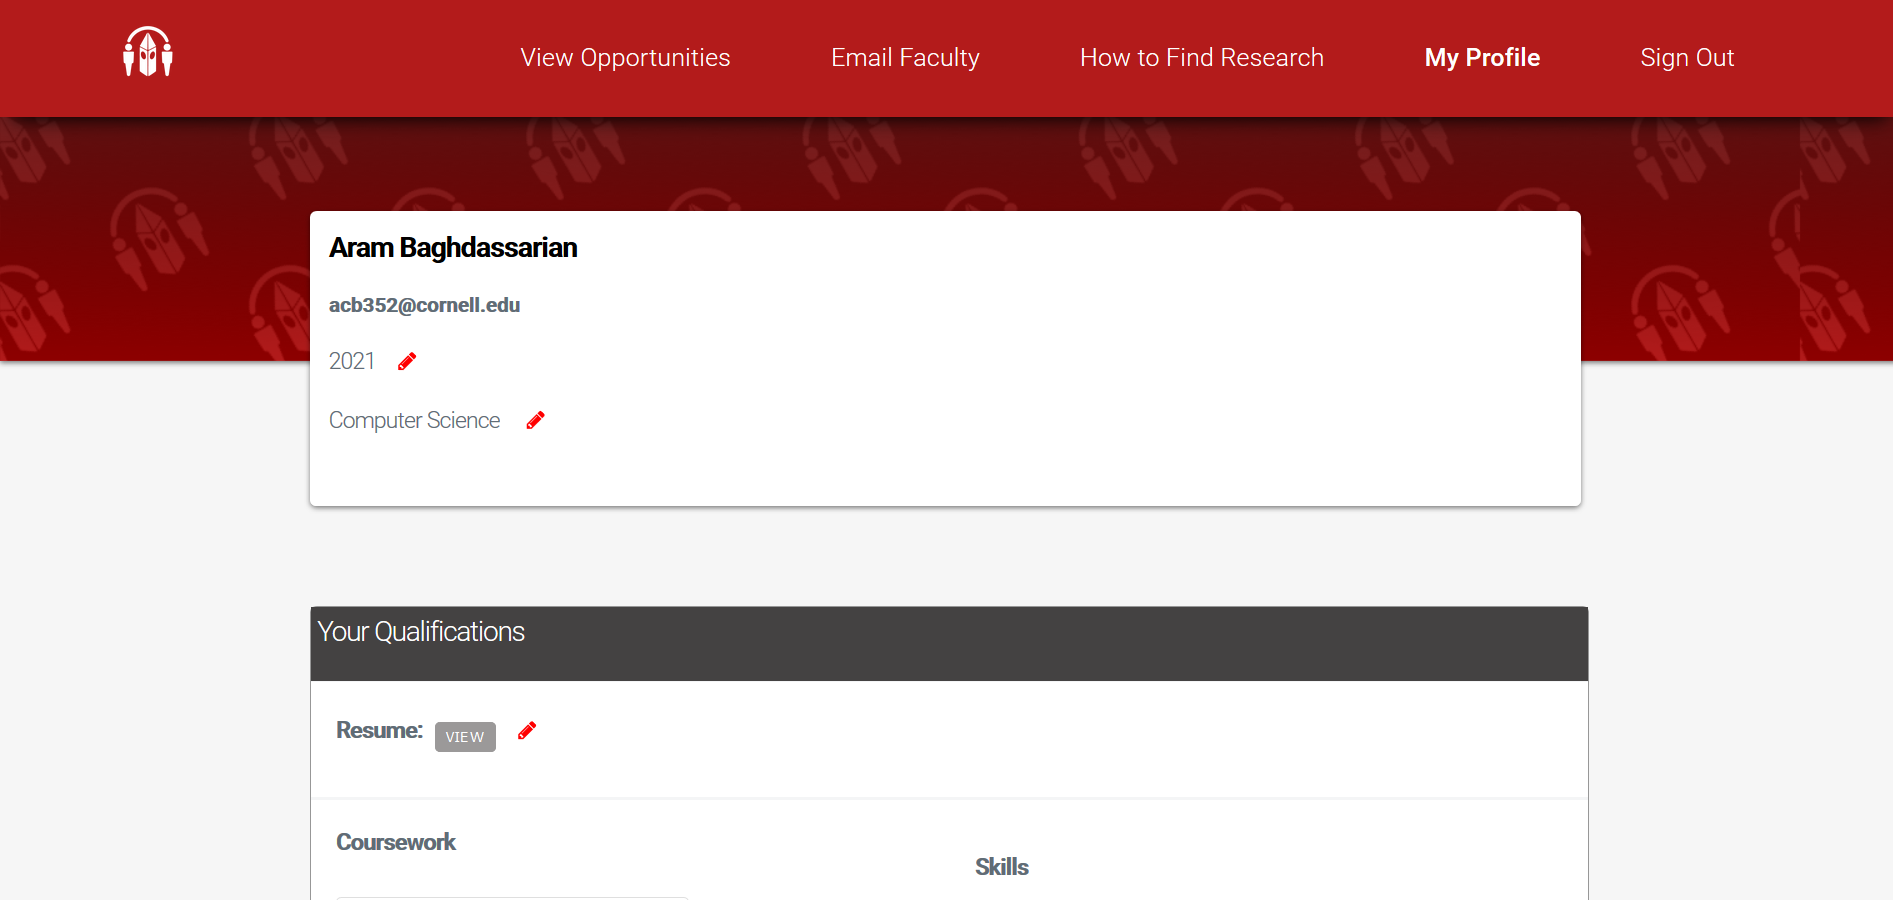 View Opportunities
Email Faculty
How to Find Research
My Profile
Sign Out
Aram Baghdassarian
acb352@cornell.edu
2021
Computer Science
Your Qualifications
Resume: VIEW
Coursework
Skills